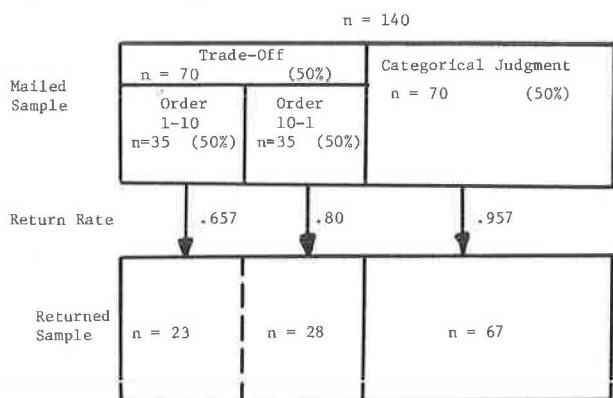 n = 140
Trade-Off
n = 70 (50%)
Categorical Judgment
n = 70 (50%)
Mailed
Sample
Order
1-10
n=35 (50%)
Order
10-1
n=35 (50%)
Return Rate
.657
.80
.957
Returned
Sample
n = 23
n = 28
n = 67